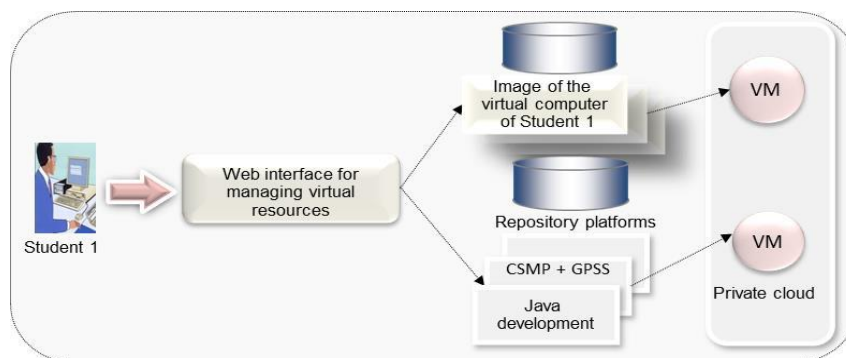 Student 1
Web interface for
managing virtual
resources
Image of the
virtual computer
of Student 1
Repository platforms
CSMP + GPSS
Java
development
VM
VM
Private cloud